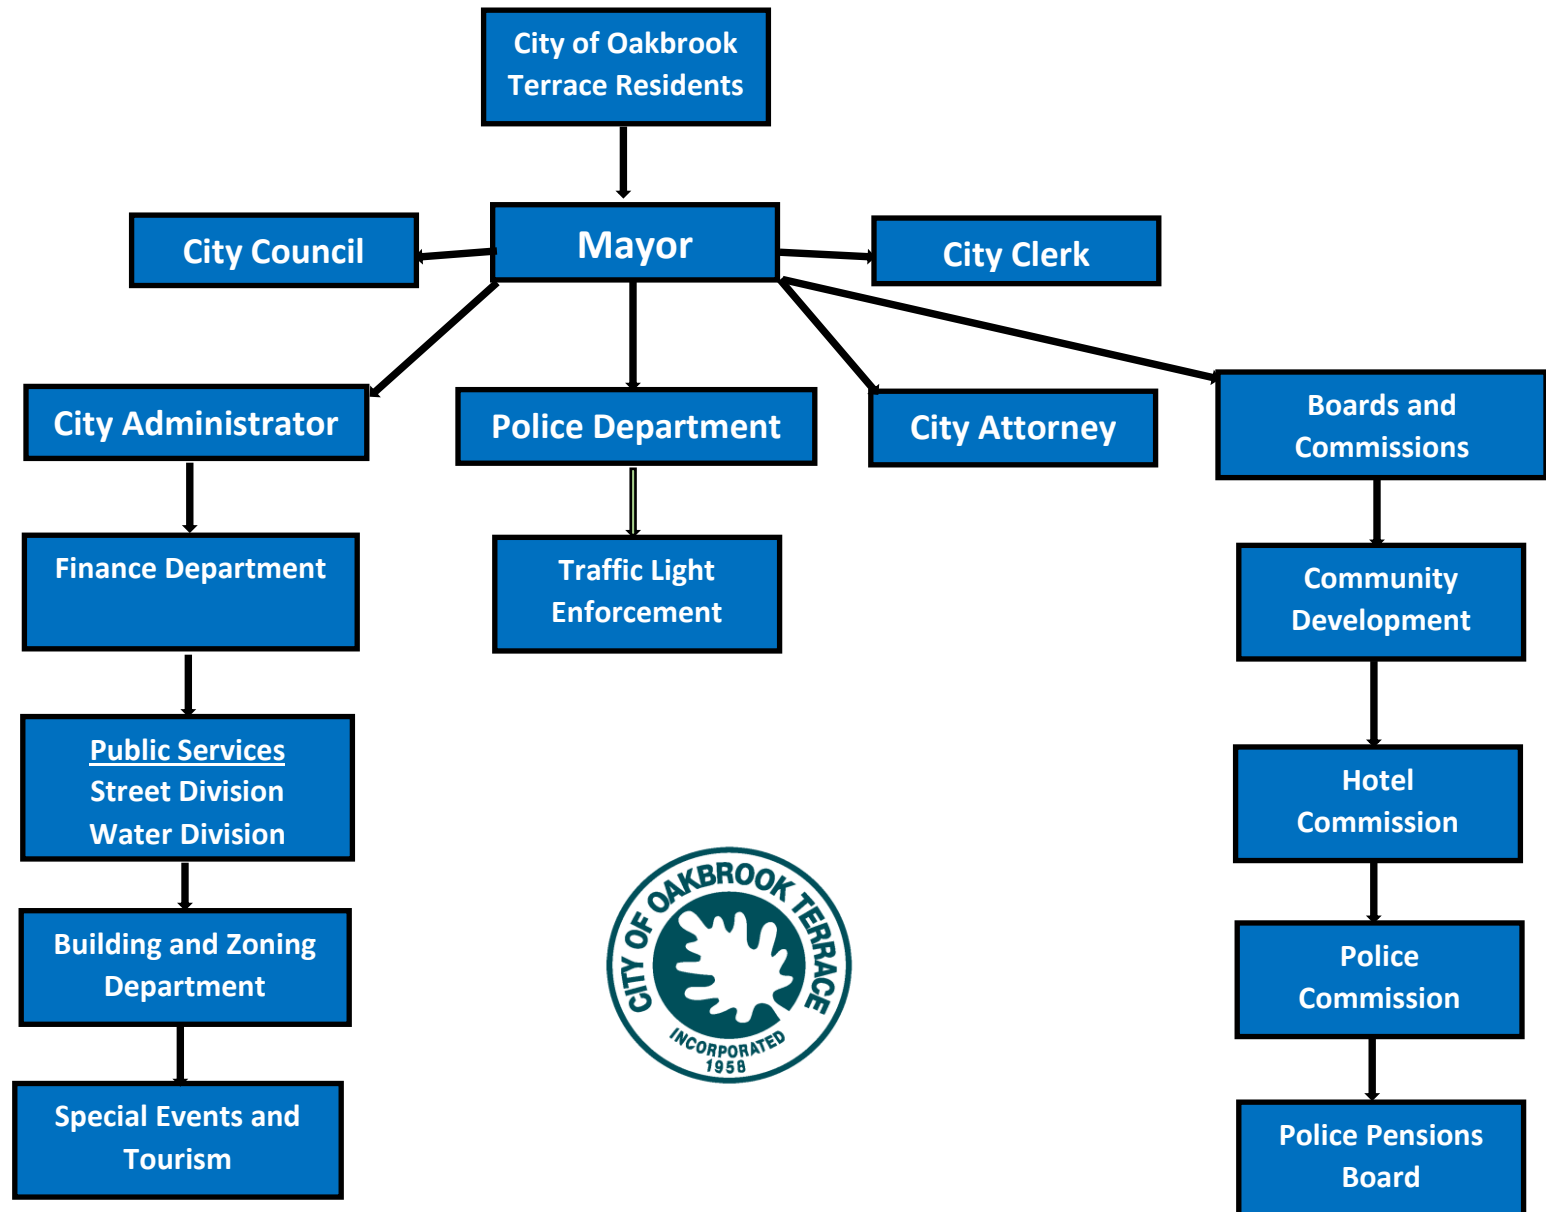 City of Oakbrook
Terrace Residents
City Council
Mayor
City Clerk
City Administrator
Police Department
City Attorney
Boards and
Commissions
Finance Department
Traffic Light
Enforcement
Community
Development
Public Services
Street Division
Water Division
Hotel
Commission
Building and Zoning
Department
Police
Commission
Special Events and
Tourism
Police Pensions
Board
CITY OF OAKBROOK TERRACE
INCORPORATED
1958